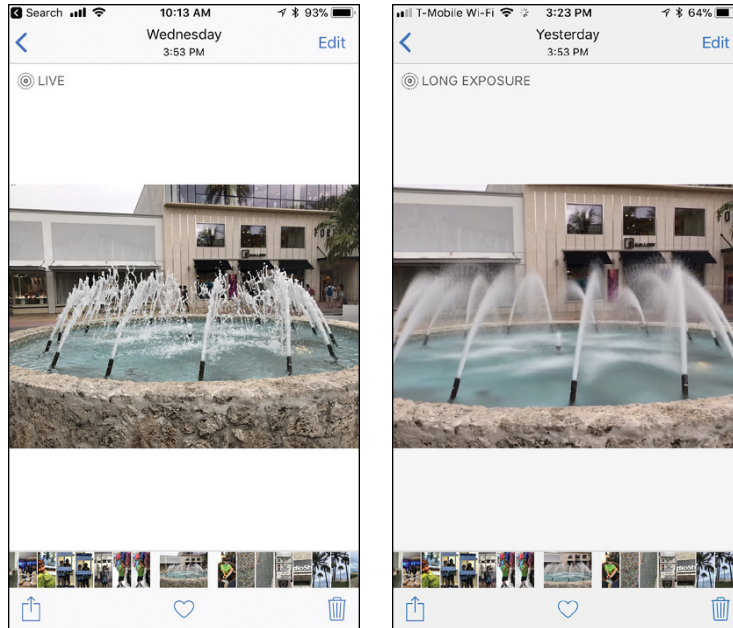 Search 10:13 AM 93%
Wednesday
3:53 PM
Edit
LIVE
T-Mobile Wi-Fi 3:23 PM 64%
Yesterday
3:53 PM
Edit
LONG EXPOSURE